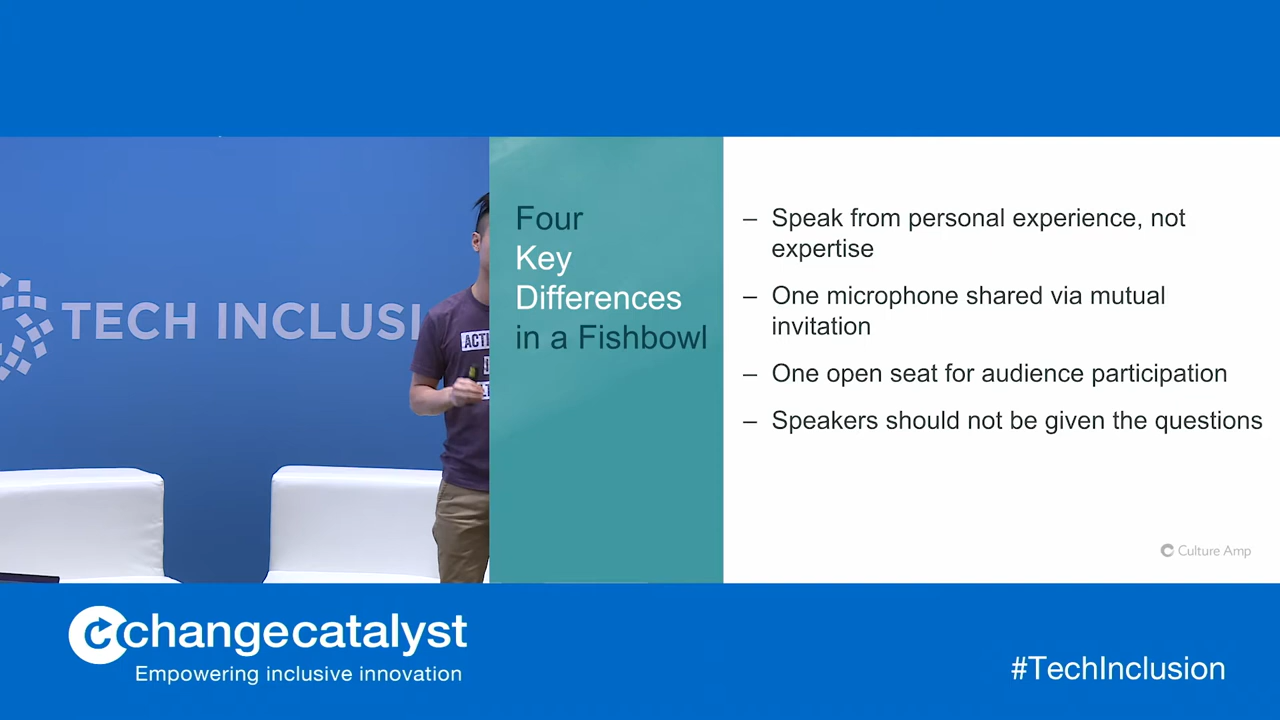 TECH INCLUSI
ACTI
Four
Key
Differences
in a Fishbowl
– Speak from personal experience, not
expertise
– One microphone shared via mutual
invitation
– One open seat for audience participation
– Speakers should not be given the questions
Culture Amp
changecatalyst
Empowering inclusive innovation
#TechInclusion